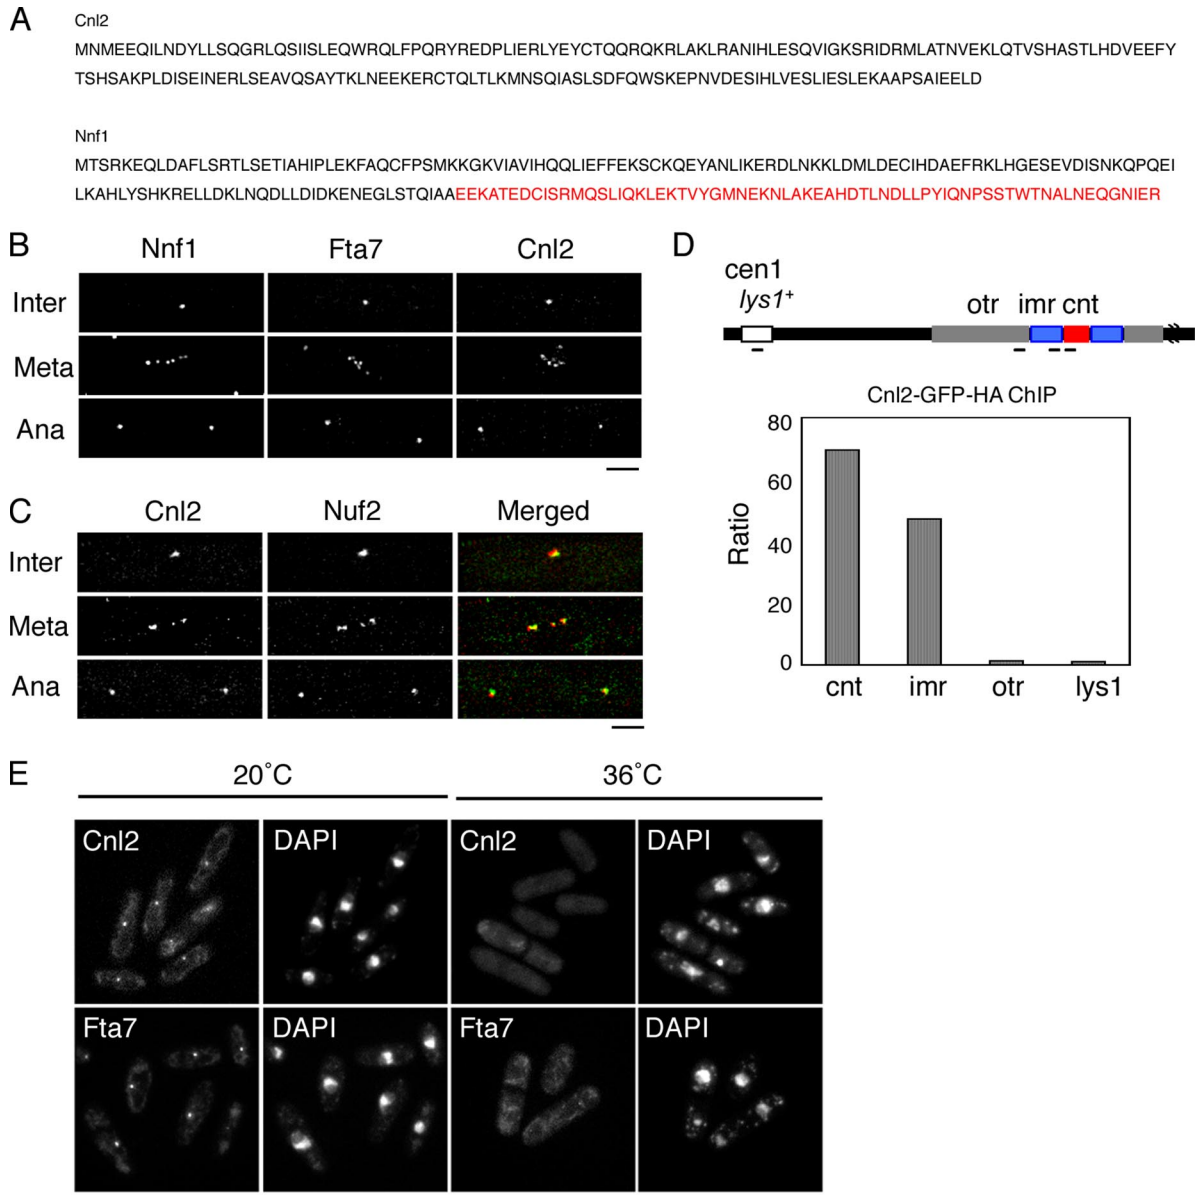 A
Cnl2
MNMEEQILNDYLLSQGRLQSIISLEQWRQLFPQRYREDPLIERLYEYCTQQRQKRLAKLRANIHLESQVIGKSRIDRMLATNVEKLQTVSHASTLHDVEEFY
TSHSAKPLDISEINERLSEAVQSAYTKLNEEKERCTQLTLKMNSQIASLSDFQWSKEPNVDESIHLVESLIESLEKAAPSAIEELD
Nnf1
MTSRKEQLDAFLSRTLSETIAHIPLEKFAQCFPSMKKGKVIAVIHQQLIEFFEKSCKQEYANLIKERDLNKKLDMLDECIHDAEFRKLHGESEVDISNKQPQEI
LKAHLYSHKRELLDKLNQDLLDIDKENEGLSTQIAAEEKATEDCISRMQSLIQKLEKTVYGMNEKNLAKEAHDTLNDLLPYIQNPSSTWTNALNEQGNIER
B
Nnf1 Fta7 Cnl2
Inter
Meta
Ana
C
Cnl2 Nuf2 Merged
Inter
Meta
Ana
D
cen1
lys1+
otr imr cnt
Cnl2-GFP-HA ChIP
Ratio
80
60
40
20
0
cnt imr otr lys1
E
20°C 36°C
Cnl2 DAPI Cnl2 DAPI
Fta7 DAPI Fta7 DAPI